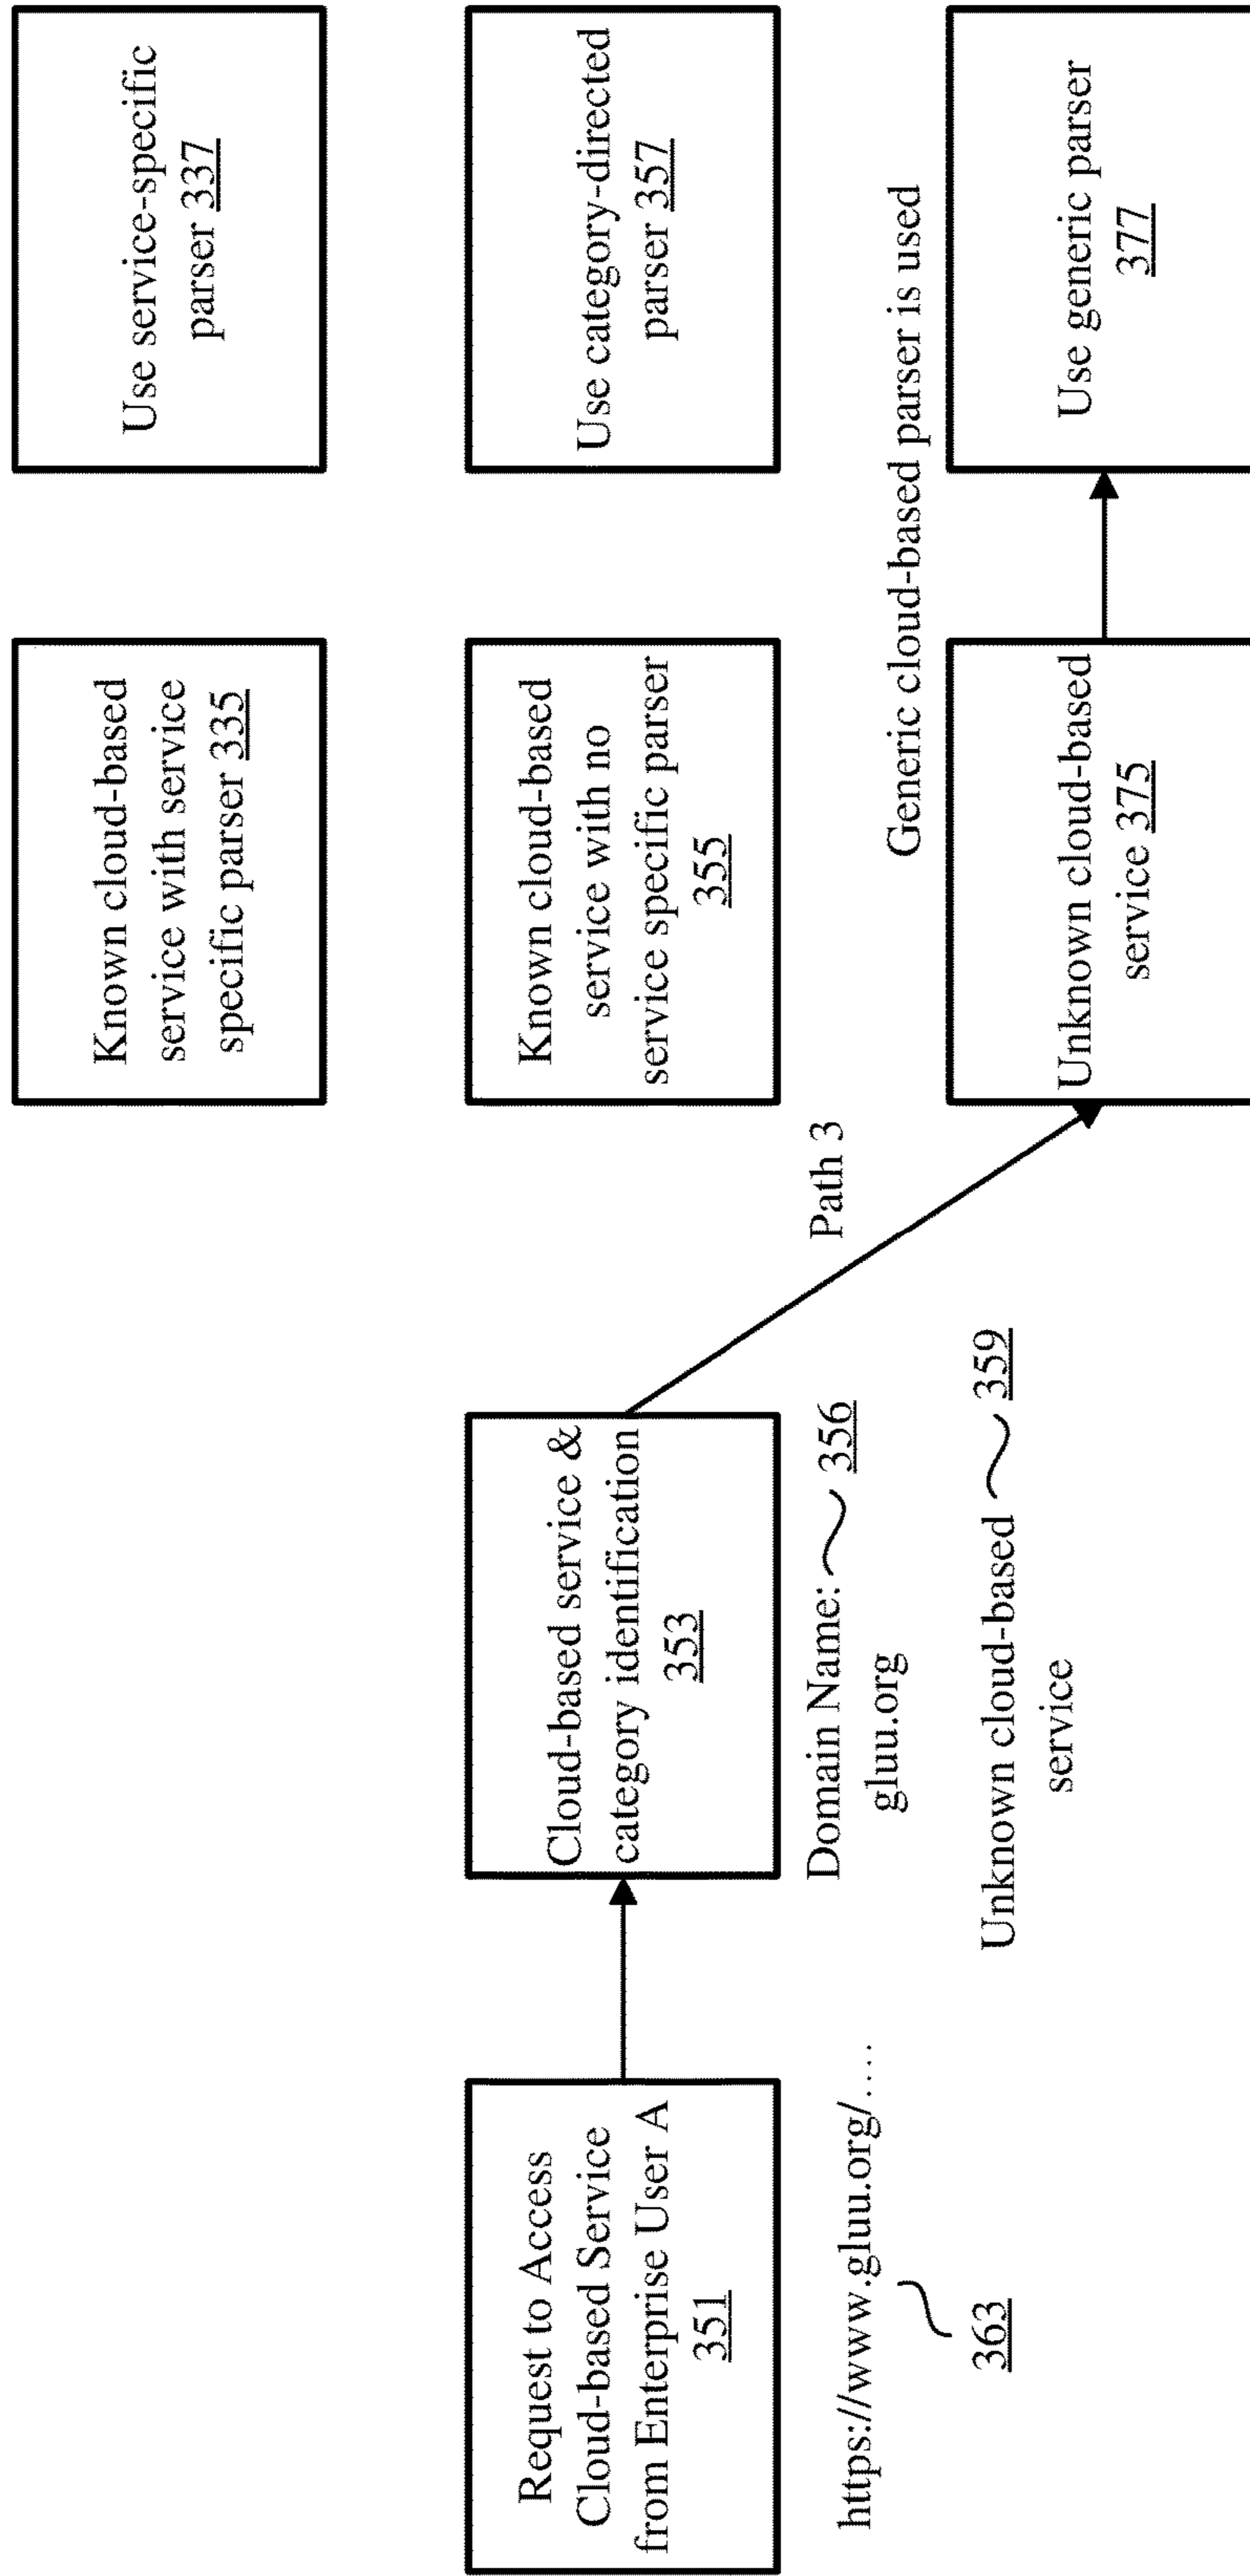 Request to Access
Cloud-based Service
from Enterprise User A
351
https://www.gluu.org/….
363
Cloud-based service &
category identification
353
Domain Name: 356
gluu.org
Unknown cloud-based 359
service
Path 3
Known cloud-based
service with service
specific parser 335
Known cloud-based
service with no
service specific parser
355
Generic cloud-based parser is used
Unknown cloud-based
service 375
Use service-specific
parser 337
Use category-directed
parser 357
Use generic parser
377